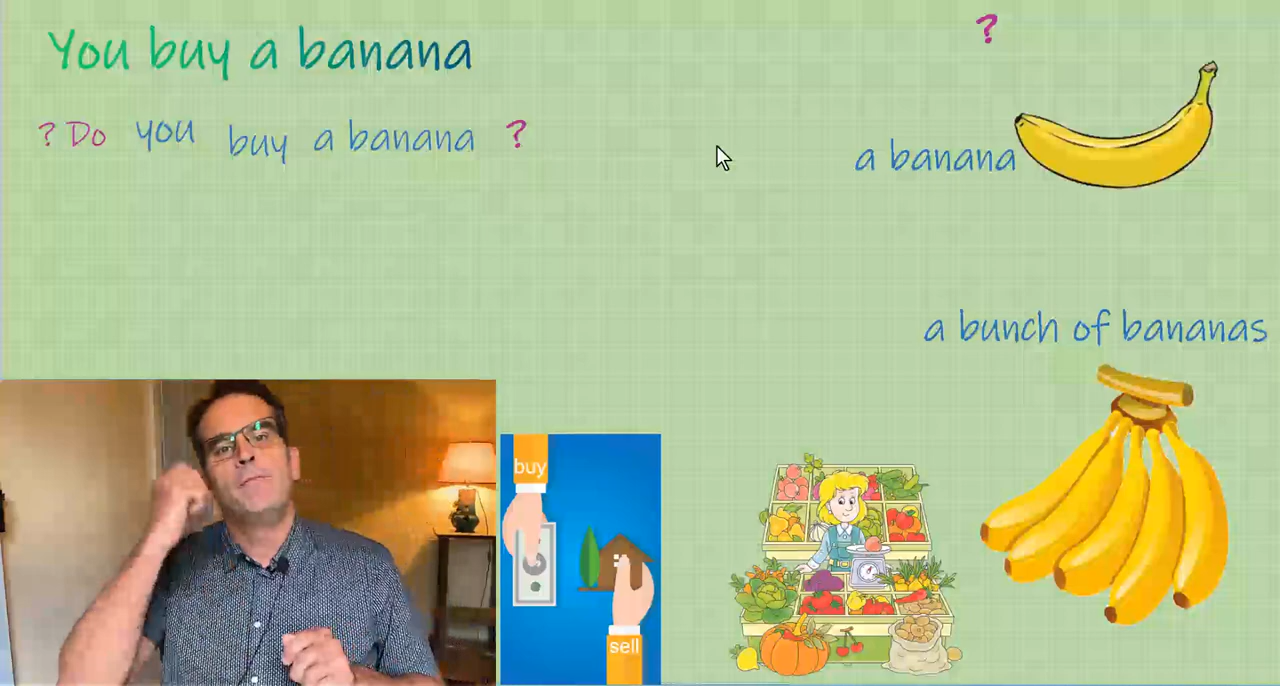 You buy a banana
? Do you buy a banana ?
?
a banana
a bunch of bananas
buy
sell